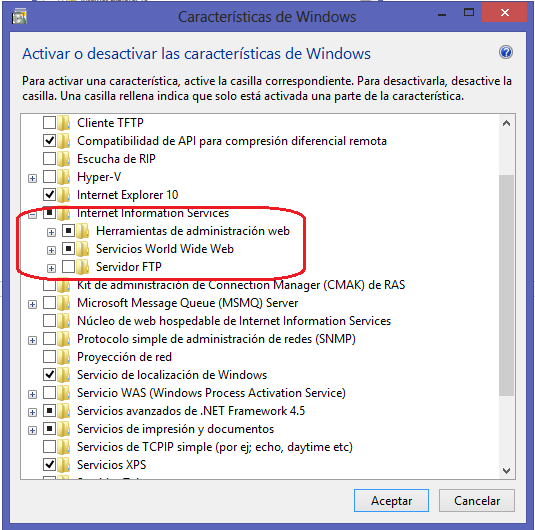 Características de Windows
Activar o desactivar las características de Windows
Para activar una característica, active la casilla correspondiente. Para desactivarla, desactive la
casilla. Una casilla rellena indica que solo está activada una parte de la característica.
Cliente TFTP
Compatibilidad de API para compresión diferencial remota
Escucha de RIP
Hyper-V
Internet Explorer 10
Internet Information Services
Herramientas de administración web
Servicios World Wide Web
Servidor FTP
Kit de administración de Connection Manager (CMAK) de RAS
Microsoft Message Queue (MSMQ) Server
Núcleo de web hospedable de Internet Information Services
Protocolo simple de administración de redes (SNMP)
Proyección de red
Servicio de localización de Windows
Servicio WAS (Windows Process Activation Service)
Servicios avanzados de .NET Framework 4.5
Servicios de impresión y documentos
Servicios de TCPIP simple (por ej; echo, daytime etc)
Servicios XPS
Aceptar
Cancelar